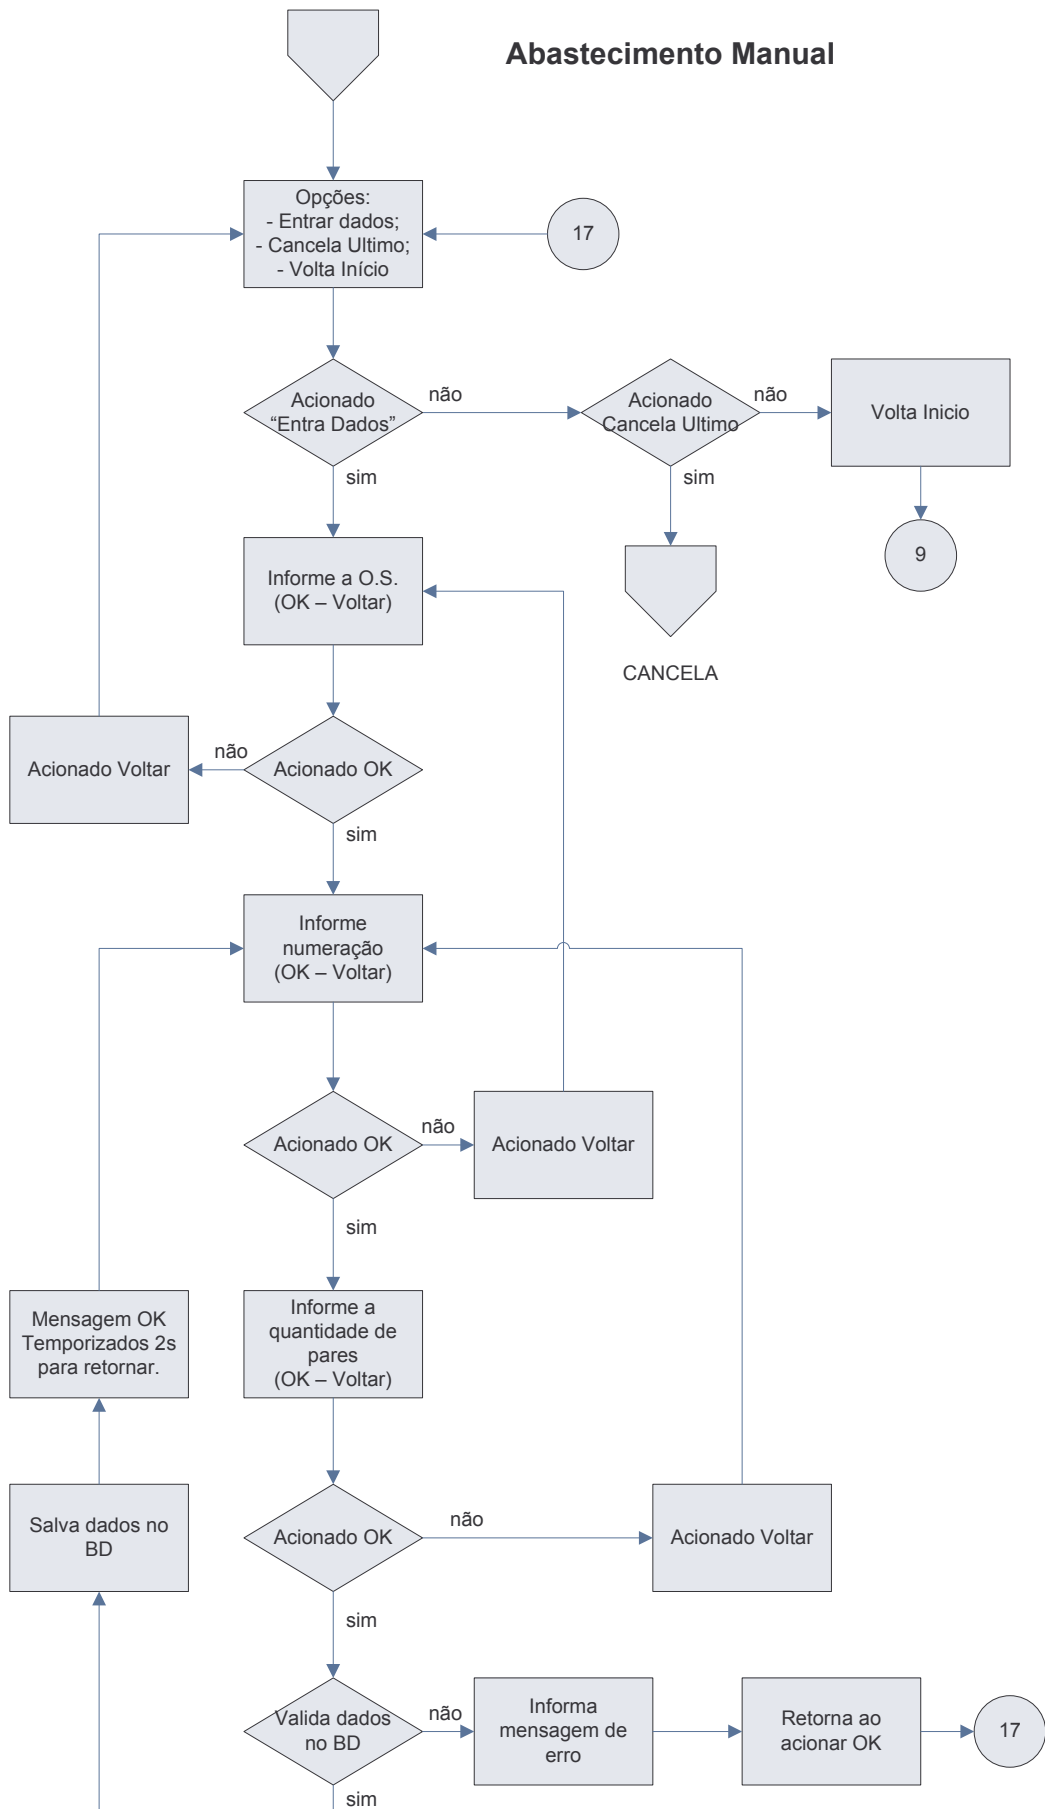 Abastecimento Manual
Opções:
- Entrar dados;
- Cancela Ultimo;
- Volta Início
17
Acionado
“Entra Dados”
não
Acionado
Cancela Ultimo
não
Volta Inicio
sim
sim
9
Informe a O.S.
(OK – Voltar)
CANCELA
Acionado Voltar
não
Acionado OK
sim
Informe
numeração
(OK – Voltar)
Acionado OK
não
Acionado Voltar
sim
Mensagem OK
Temporizados 2s
para retornar.
Informe a
quantidade de
pares
(OK – Voltar)
Salva dados no
BD
Acionado OK
não
Acionado Voltar
sim
Valida dados
no BD
não
Informa
mensagem de
erro
Retorna ao
acionar OK
17
sim